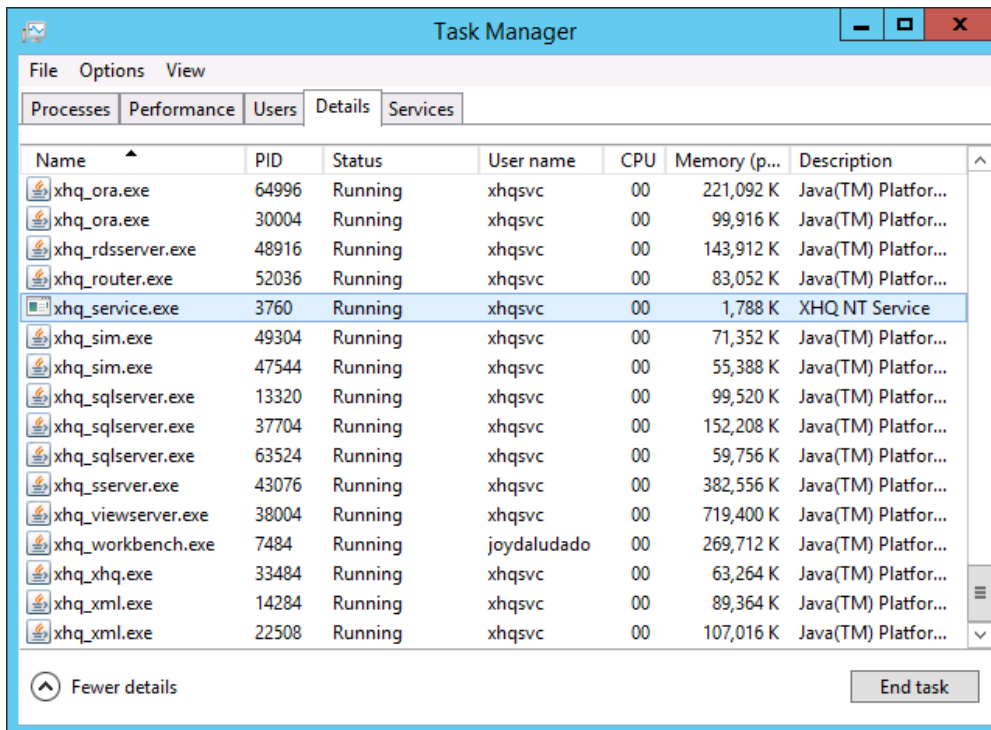 Task Manager
File Options View
Processes Performance Users Details Services
Name PID Status User name CPU Memory (p... Description
xhq_ora.exe 64996 Running xhqsvc 00 221,092 K Java(TM) Platfor...
xhq_ora.exe 30004 Running xhqsvc 00 99,916 K Java(TM) Platfor...
xhq_rdsserver.exe 48916 Running xhqsvc 00 143,912 K Java(TM) Platfor...
xhq_router.exe 52036 Running xhqsvc 00 83,052 K Java(TM) Platfor...
xhq_service.exe 3760 Running xhqsvc 00 1,788 K XHQ NT Service
xhq_sim.exe 49304 Running xhqsvc 00 71,352 K Java(TM) Platfor...
xhq_sim.exe 47544 Running xhqsvc 00 55,388 K Java(TM) Platfor...
xhq_sqlserver.exe 13320 Running xhqsvc 00 99,520 K Java(TM) Platfor...
xhq_sqlserver.exe 37704 Running xhqsvc 00 152,208 K Java(TM) Platfor...
xhq_sqlserver.exe 63524 Running xhqsvc 00 59,756 K Java(TM) Platfor...
xhq_sserver.exe 43076 Running xhqsvc 00 382,556 K Java(TM) Platfor...
xhq_viewserver.exe 38004 Running xhqsvc 00 719,400 K Java(TM) Platfor...
xhq_workbench.exe 7484 Running joydaludado 00 269,712 K Java(TM) Platfor...
xhq_xhq.exe 33484 Running xhqsvc 00 63,264 K Java(TM) Platfor...
xhq_xml.exe 14284 Running xhqsvc 00 89,364 K Java(TM) Platfor...
xhq_xml.exe 22508 Running xhqsvc 00 107,016 K Java(TM) Platfor...
Fewer details End task